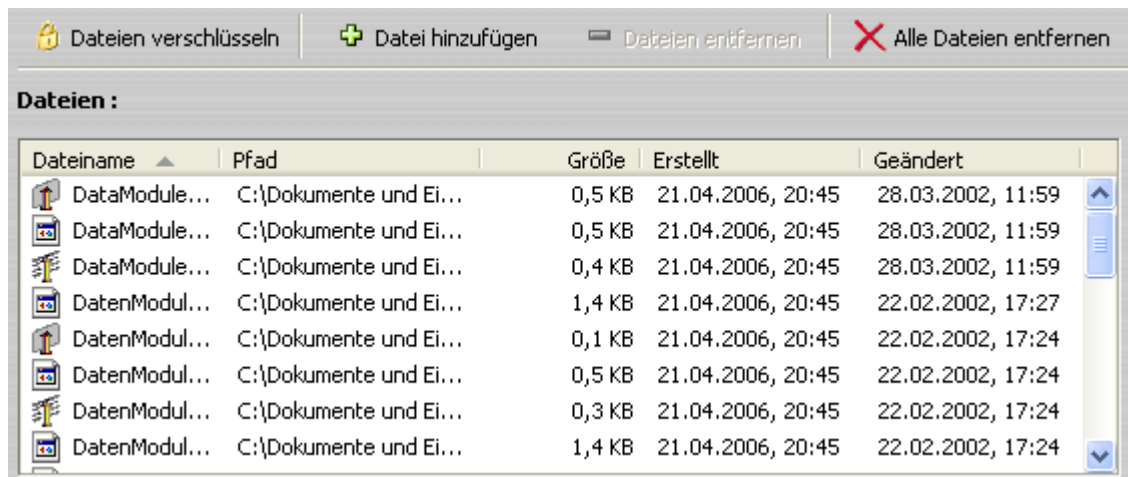 Dateien verschlüsseln Datei hinzufügen Dateien entfernen Alle Dateien entfernen
Dateien :
Dateiname Pfad Größe Erstellt Geändert
DataModule... C:\Dokumente und Ei... 0,5 KB 21.04.2006, 20:45 28.03.2002, 11:59
DataModule... C:\Dokumente und Ei... 0,5 KB 21.04.2006, 20:45 28.03.2002, 11:59
DataModule... C:\Dokumente und Ei... 0,4 KB 21.04.2006, 20:45 28.03.2002, 11:59
DatenModul... C:\Dokumente und Ei... 1,4 KB 21.04.2006, 20:45 22.02.2002, 17:27
DatenModul... C:\Dokumente und Ei... 0,1 KB 21.04.2006, 20:45 22.02.2002, 17:24
DatenModul... C:\Dokumente und Ei... 0,5 KB 21.04.2006, 20:45 22.02.2002, 17:24
DatenModul... C:\Dokumente und Ei... 0,3 KB 21.04.2006, 20:45 22.02.2002, 17:24
DatenModul... C:\Dokumente und Ei... 1,4 KB 21.04.2006, 20:45 22.02.2002, 17:24